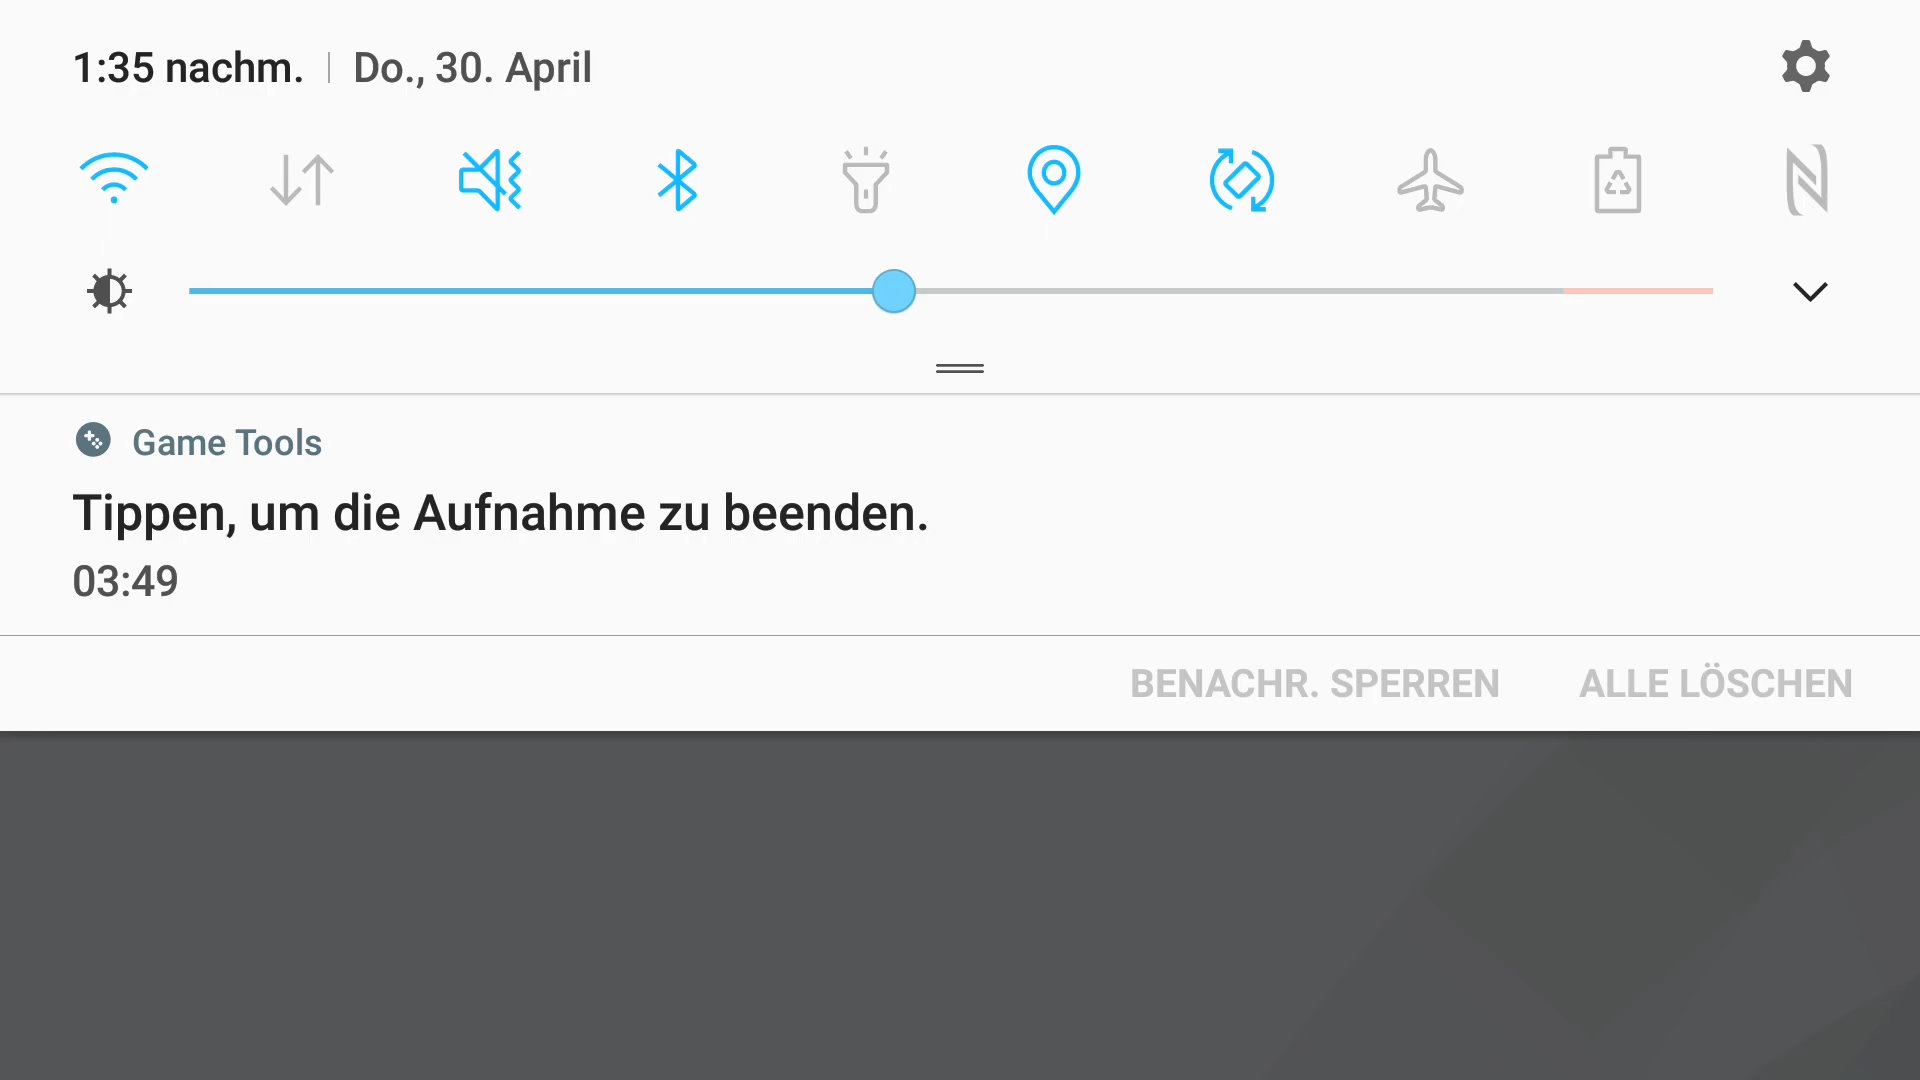 1:35 nachm. | Do., 30. April
Game Tools
Tippen, um die Aufnahme zu beenden.
03:49
BENACHR. SPERREN ALLE LÖSCHEN